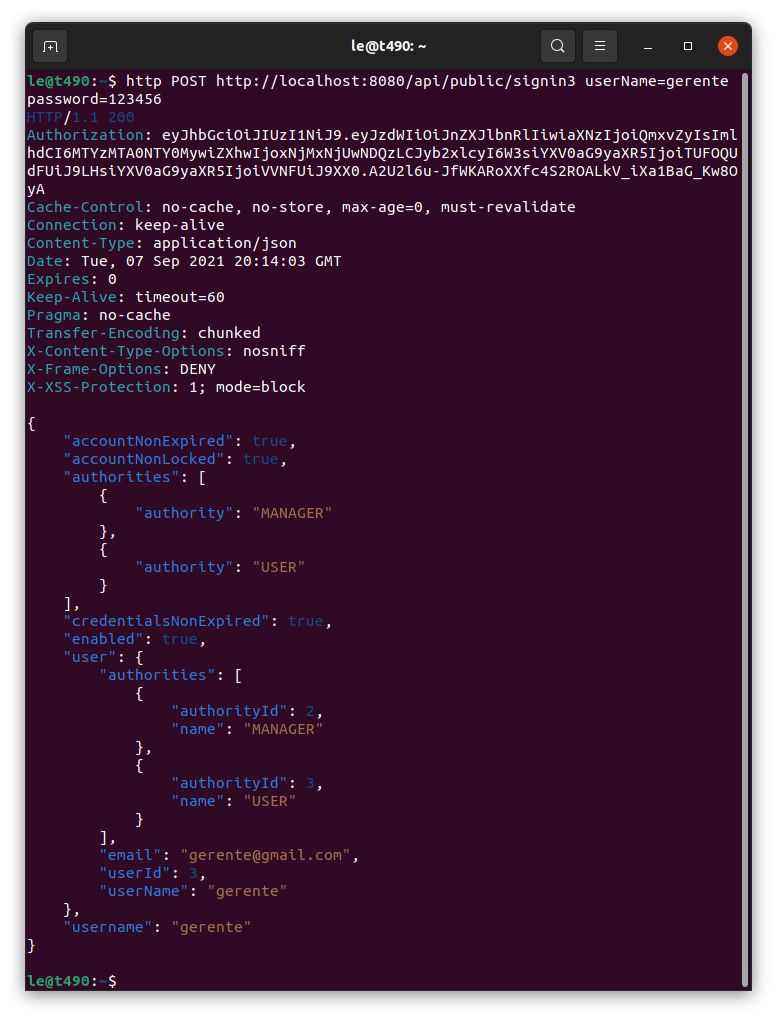 le@t490: ~
le@t490:~$ http POST http://localhost:8080/api/public/signin3 userName=gerente
password=123456
HTTP/1.1 200
Authorization: eyJhbGciOiJIUzI1NiJ9.eyJzdWIiOiJnZXJlbnRlIiwiaXNzIjoiQmxvZyIsIml
hdCI6MTYzMTA0NTY0MywiZXhwIjoxNjMxNjUwNDQzLCJyb2xlcyI6W3siYXV0aG9yaXR5IjoiTUFOQU
dFUiJ9LHsiYXV0aG9yaXR5IjoiVVNFUiJ9XX0.A2U2l6u-JfWKARoXXfc4S2ROALkV_iXa1BaG_Kw8O
yA
Cache-Control: no-cache, no-store, max-age=0, must-revalidate
Connection: keep-alive
Content-Type: application/json
Date: Tue, 07 Sep 2021 20:14:03 GMT
Expires: 0
Keep-Alive: timeout=60
Pragma: no-cache
Transfer-Encoding: chunked
X-Content-Type-Options: nosniff
X-Frame-Options: DENY
X-XSS-Protection: 1; mode=block
{
    "accountNonExpired": true,
    "accountNonLocked": true,
    "authorities": [
        {
            "authority": "MANAGER"
        },
        {
            "authority": "USER"
        }
    ],
    "credentialsNonExpired": true,
    "enabled": true,
    "user": {
        "authorities": [
            {
                "authorityId": 2,
                "name": "MANAGER"
            },
            {
                "authorityId": 3,
                "name": "USER"
            }
        ],
        "email": "gerente@gmail.com",
        "userId": 3,
        "userName": "gerente"
    },
    "username": "gerente"
}
le@t490:~$